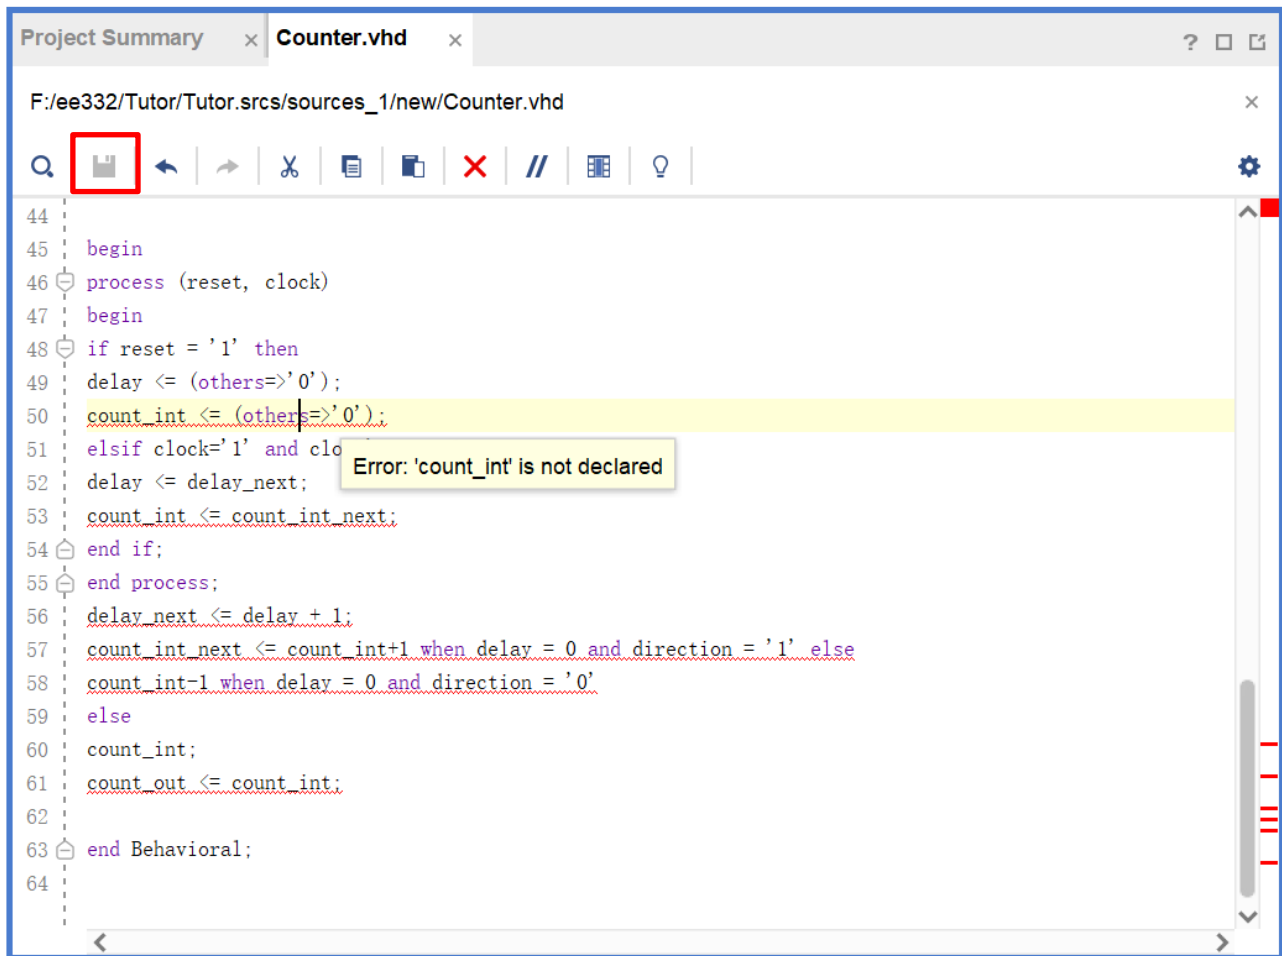 Project Summary × Counter.vhd × ?
F:/ee332/Tutor/Tutor.srcs/sources_1/new/Counter.vhd ×
44
45 begin
46 process (reset, clock)
47 begin
48 if reset = '1' then
49 delay <= (others=>'0');
50 count_int <= (others=>'0');
51 elsif clock='1' and clo
Error: 'count_int' is not declared
52 delay <= delay_next;
53 count_int <= count_int_next;
54 end if;
55 end process;
56 delay_next <= delay + 1;
57 count_int_next <= count_int+1 when delay = 0 and direction = '1' else
58 count_int-1 when delay = 0 and direction = '0'
59 else
60 count_int;
61 count_out <= count_int;
62
63 end Behavioral;
64